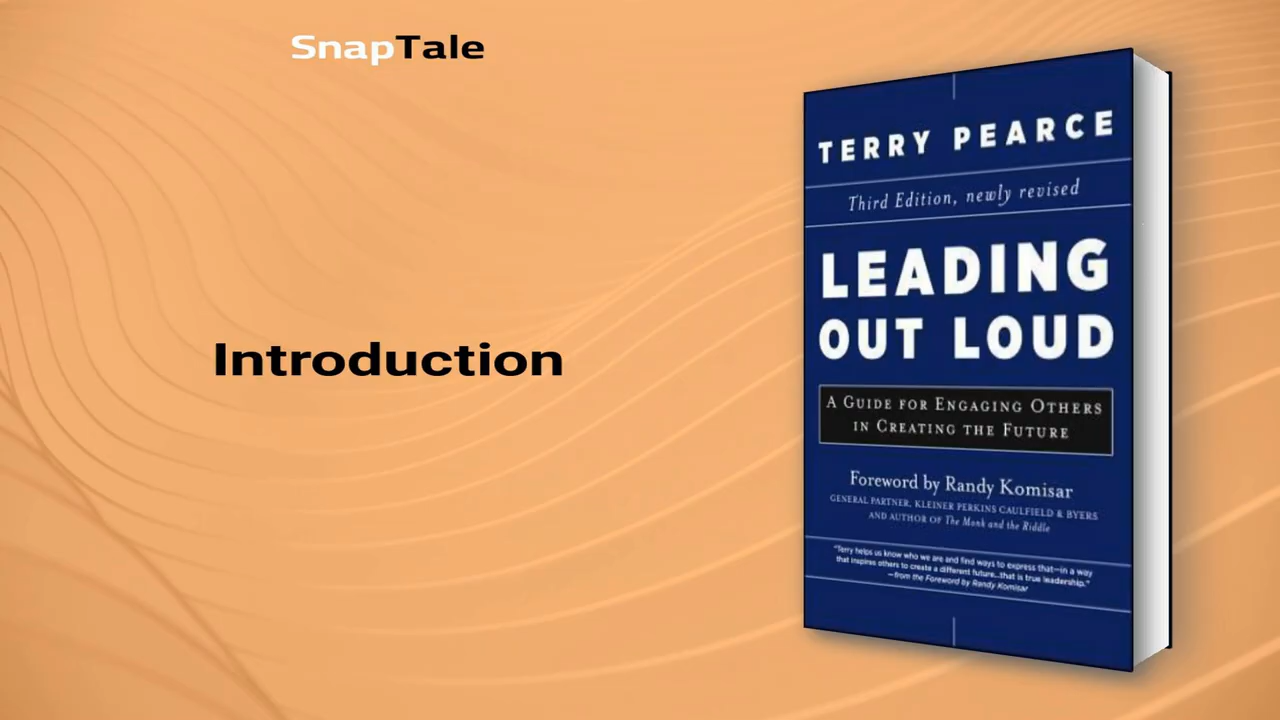 SnapTale
Introduction
TERRY PEARCE
Third Edition, newly revised
LEADING
OUT LOUD
A GUIDE FOR ENGAGING OTHERS
IN CREATING THE FUTURE
Foreword by Randy Komisar
GENERAL PARTNER, KLEINER PERKINS CAULFIELD & BYERS
AND AUTHOR OF The Monk and the Riddle
"Terry helps us know who we are and find ways to express that—in a way
that inspires others to create a different future...that is true leadership."
—from the Foreword by Randy Komisar